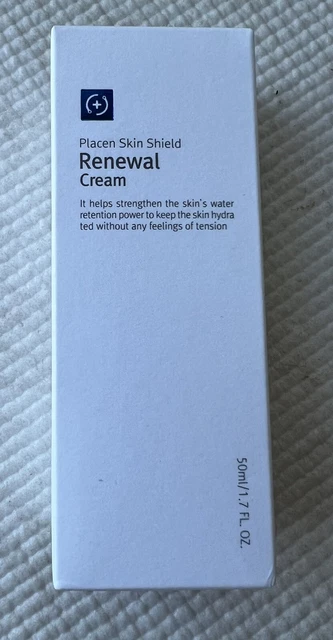 Placen Skin Shield
Renewal
Cream
It helps strengthen the skin's water
retention power to keep the skin hydra
ted without any feelings of tension
50ml/1.7 FL. OZ.